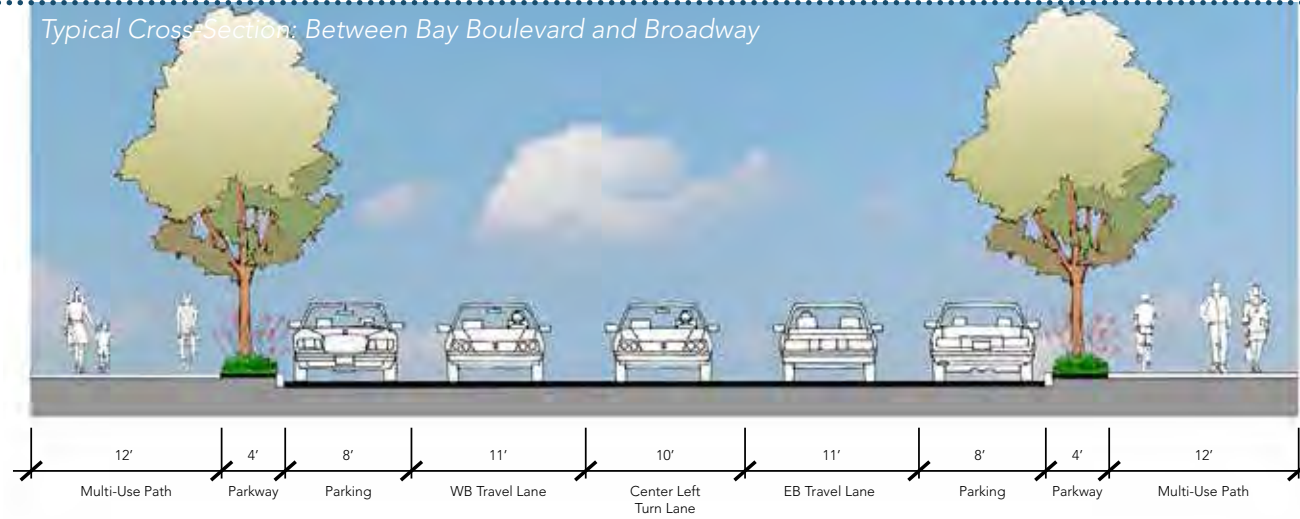 Typical Cross-Section: Between Bay Boulevard and Broadway
12′ 4′ 8′ 11′ 10′ 11′ 8′ 4′ 12′
Multi-Use Path Parkway Parking WB Travel Lane Center Left EB Travel Lane Parking Parkway Multi-Use Path
Turn Lane